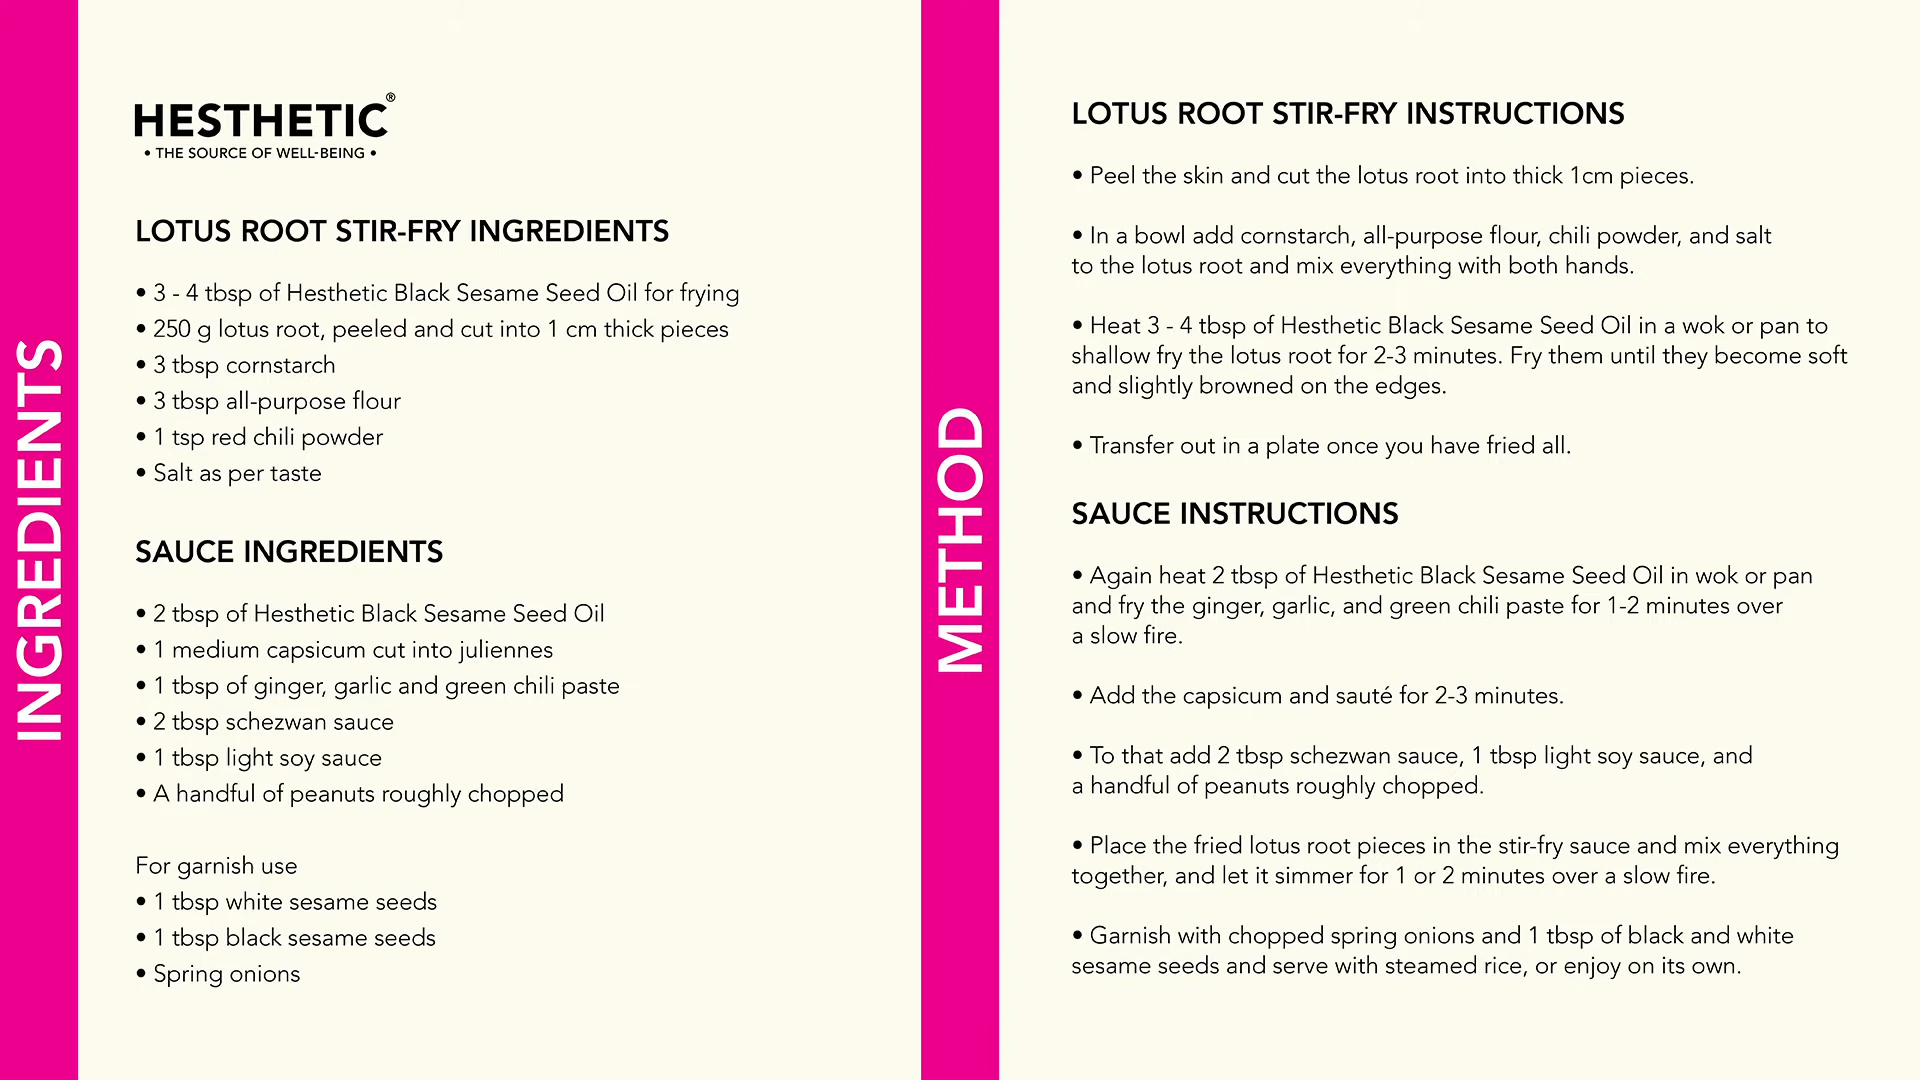 INGREDIENTS
HESTHETIC®
• THE SOURCE OF WELL-BEING •
LOTUS ROOT STIR-FRY INGREDIENTS
• 3 - 4 tbsp of Hesthetic Black Sesame Seed Oil for frying
• 250 g lotus root, peeled and cut into 1 cm thick pieces
• 3 tbsp cornstarch
• 3 tbsp all-purpose flour
• 1 tsp red chili powder
• Salt as per taste
SAUCE INGREDIENTS
• 2 tbsp of Hesthetic Black Sesame Seed Oil
• 1 medium capsicum cut into juliennes
• 1 tbsp of ginger, garlic and green chili paste
• 2 tbsp schezwan sauce
• 1 tbsp light soy sauce
• A handful of peanuts roughly chopped
For garnish use
• 1 tbsp white sesame seeds
• 1 tbsp black sesame seeds
• Spring onions
METHOD
LOTUS ROOT STIR-FRY INSTRUCTIONS
• Peel the skin and cut the lotus root into thick 1cm pieces.
• In a bowl add cornstarch, all-purpose flour, chili powder, and salt
to the lotus root and mix everything with both hands.
• Heat 3 - 4 tbsp of Hesthetic Black Sesame Seed Oil in a wok or pan to
shallow fry the lotus root for 2-3 minutes. Fry them until they become soft
and slightly browned on the edges.
• Transfer out in a plate once you have fried all.
SAUCE INSTRUCTIONS
• Again heat 2 tbsp of Hesthetic Black Sesame Seed Oil in wok or pan
and fry the ginger, garlic, and green chili paste for 1-2 minutes over
a slow fire.
• Add the capsicum and sauté for 2-3 minutes.
• To that add 2 tbsp schezwan sauce, 1 tbsp light soy sauce, and
a handful of peanuts roughly chopped.
• Place the fried lotus root pieces in the stir-fry sauce and mix everything
together, and let it simmer for 1 or 2 minutes over a slow fire.
• Garnish with chopped spring onions and 1 tbsp of black and white
sesame seeds and serve with steamed rice, or enjoy on its own.